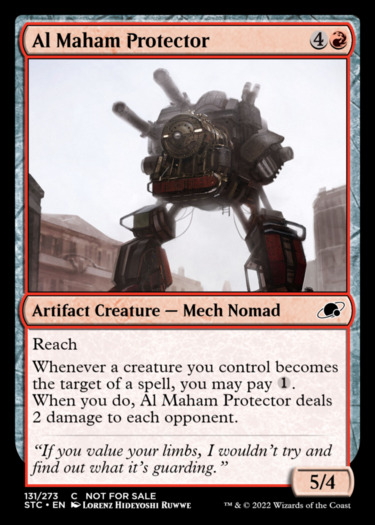 Al Maham Protector 4
Artifact Creature — Mech Nomad
Reach
Whenever a creature you control becomes
the target of a spell, you may pay 1.
When you do, Al Maham Protector deals
2 damage to each opponent.
“If you value your limbs, I wouldn’t try and
find out what it’s guarding.”
5/4
131/273 C NOT FOR SALE
STC • EN Lorenz Hideyoshi Ruwwe
™ & © 2022 Wizards of the Coast